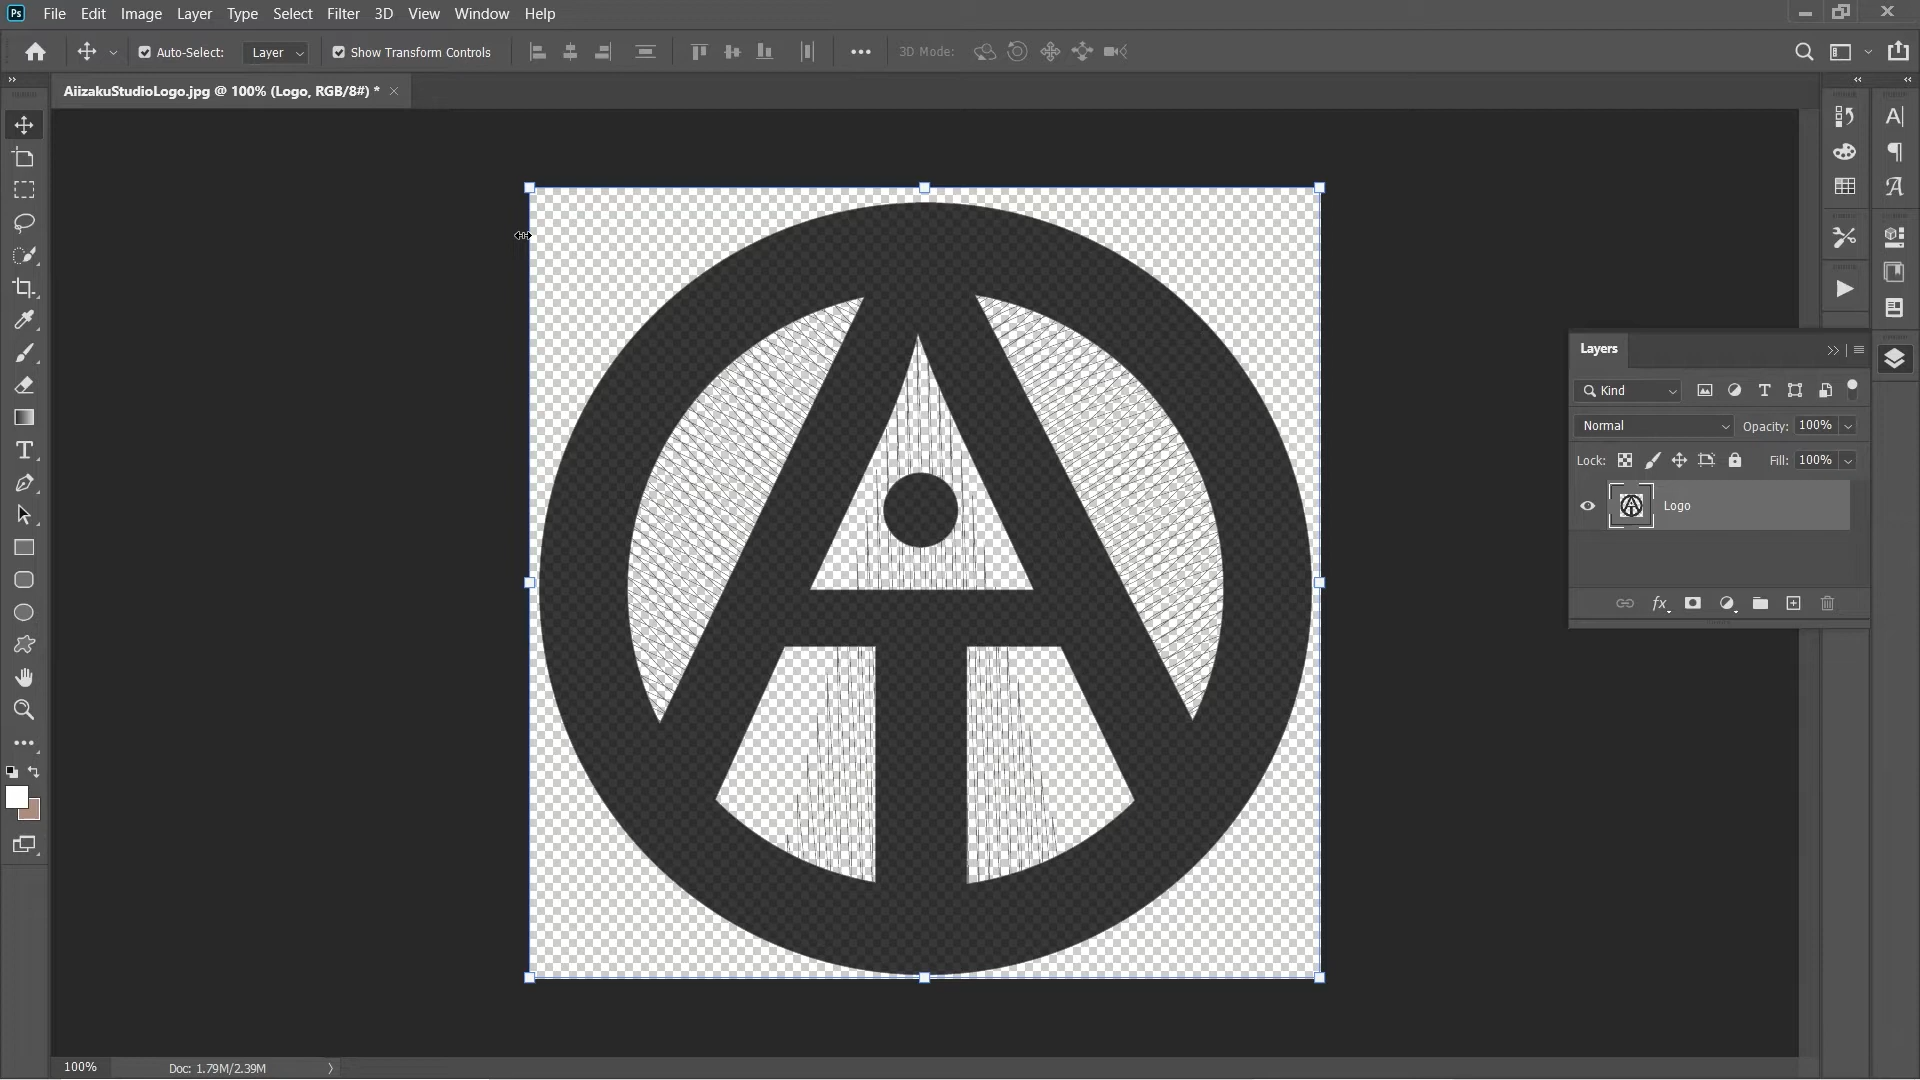 Ps File Edit Image Layer Type Select Filter 3D View Window Help
Auto-Select: Layer Show Transform Controls 3D Mode:
AiizakuStudioLogo.jpg @ 100% (Logo, RGB/8#) *
Layers
Kind
Normal Opacity: 100%
Lock: Fill: 100%
Logo
fx
100% Doc: 1.79M/2.39M